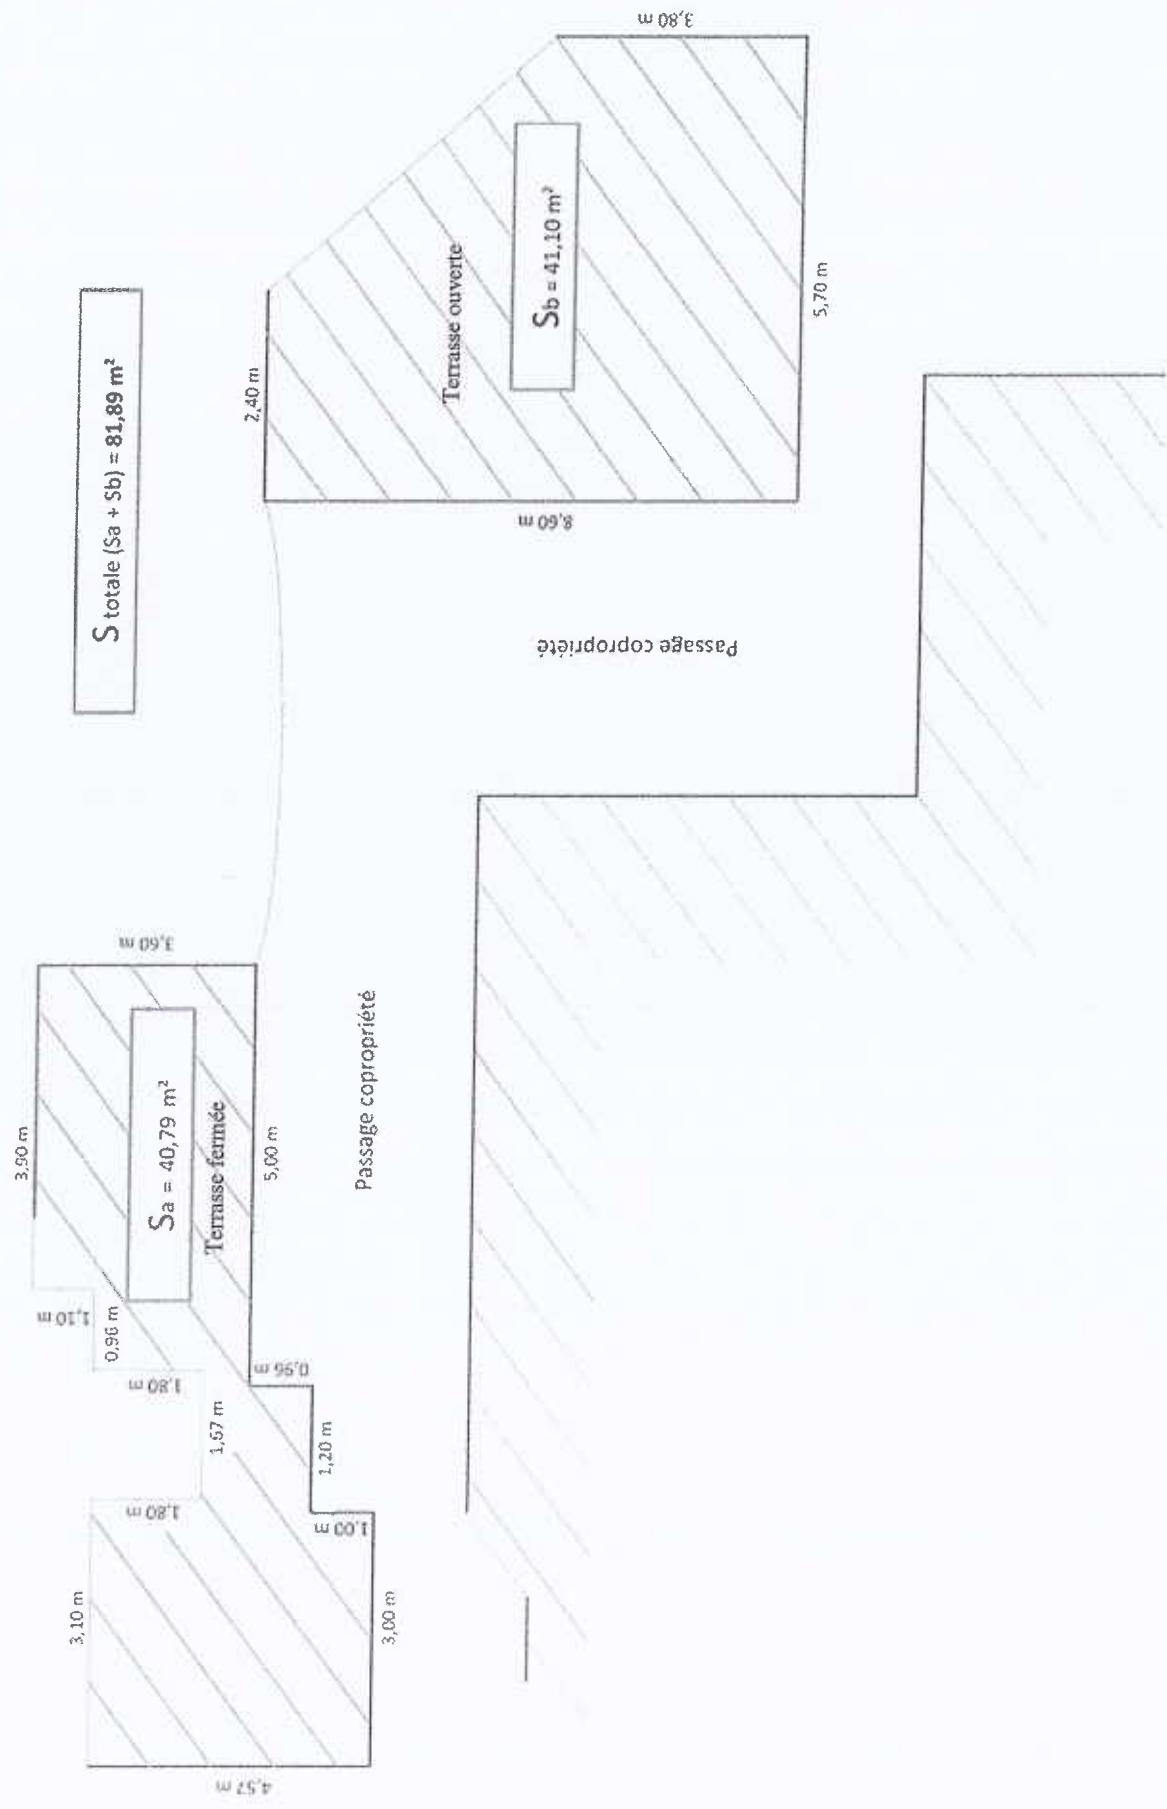 S totale (Sa + Sb) = 81,89 m²
3,90 m
3,60 m
1,10 m
0,96 m
1,80 m
1,67 m
1,80 m
3,10 m
4,57 m
3,00 m
1,00 m
1,20 m
0,96 m
5,00 m
Sa = 40,79 m²
Terrasse fermée
Passage copropriété
Passage copropriété
2,40 m
8,60 m
Terrasse ouverte
Sb = 41,10 m²
3,80 m
5,70 m